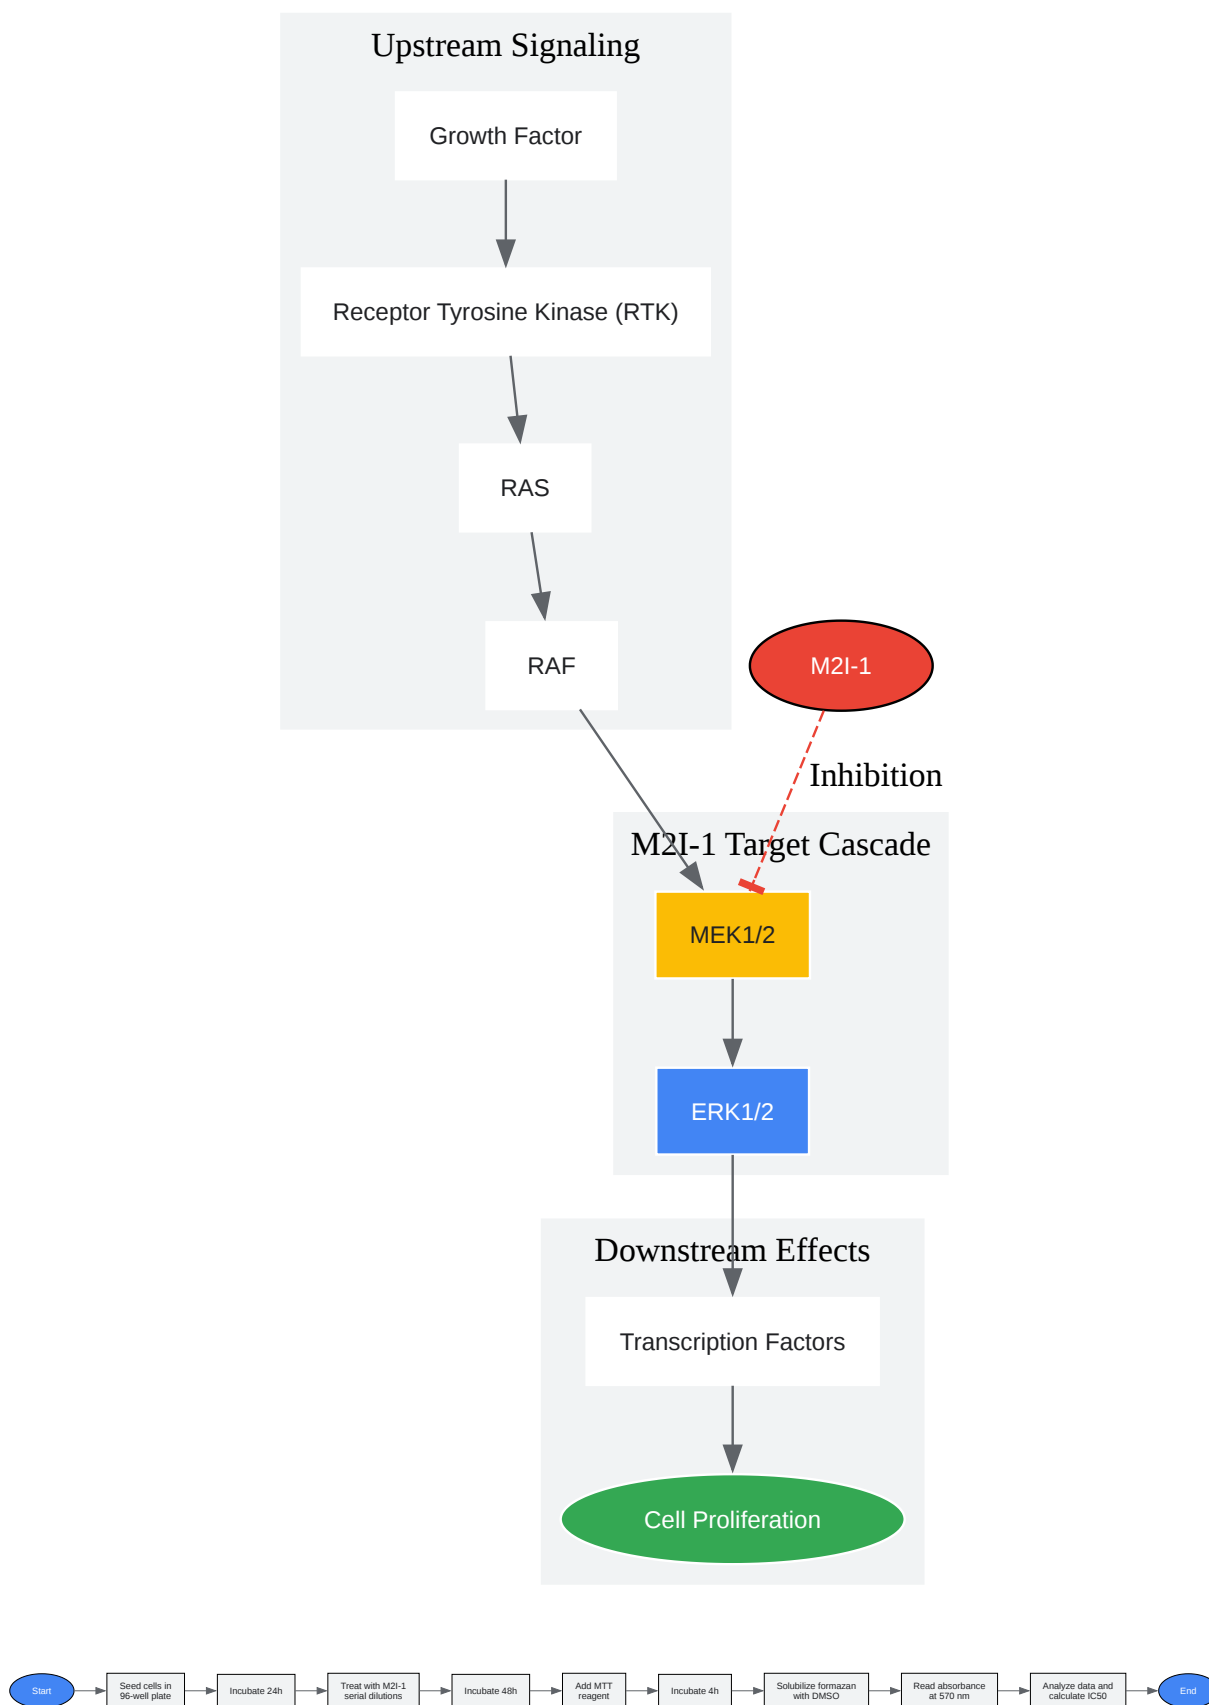 Upstream Signaling
Growth Factor
Receptor Tyrosine Kinase (RTK)
RAS
RAF
M2I-1
Inhibition
M2I-1 Target Cascade
MEK1/2
ERK1/2
Downstream Effects
Transcription Factors
Cell Proliferation
Start
Seed cells in
96-well plate
Incubate 24h
Treat with M2I-1
serial dilutions
Incubate 48h
Add MTT
reagent
Incubate 4h
Solubilize formazan
with DMSO
Read absorbance
at 570 nm
Analyze data and
calculate IC50
End